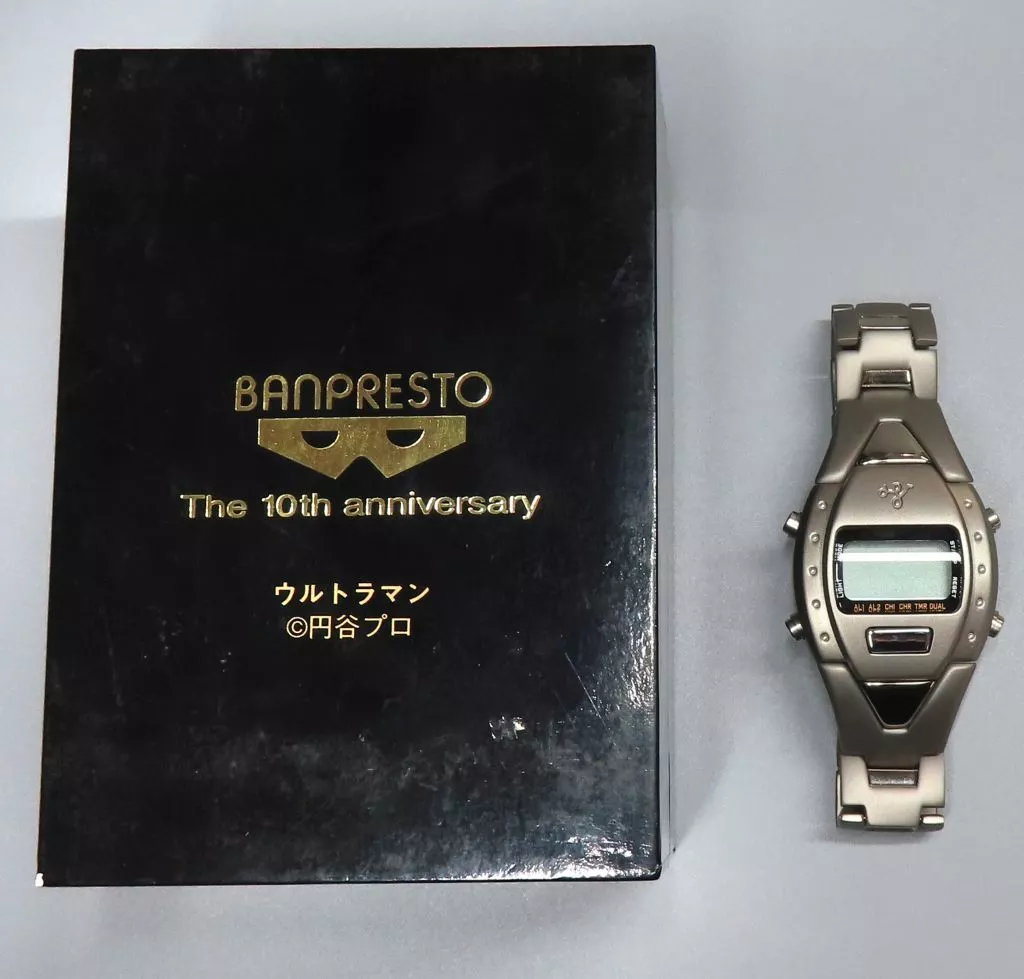 BANPRESTO
The 10th anniversary
ウルトラマン
©円谷プロ
RESET
AL1 AL2 CHI CHR TMR DUAL